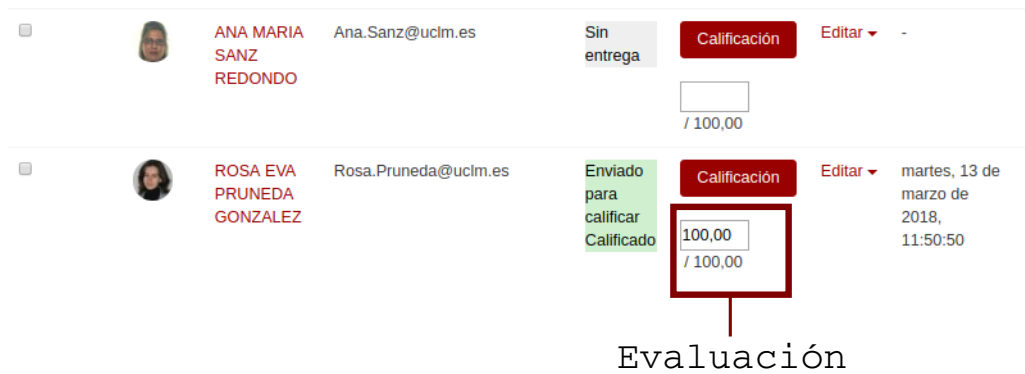 ANA MARIA SANZ REDONDO
Ana.Sanz@uclm.es
Sin entrega
Calificación
Editar
-
/ 100,00
ROSA EVA PRUNEDA GONZALEZ
Rosa.Pruneda@uclm.es
Enviado para calificar
Calificado
Calificación
100,00
/ 100,00
Editar
martes, 13 de marzo de 2018, 11:50:50
Evaluación